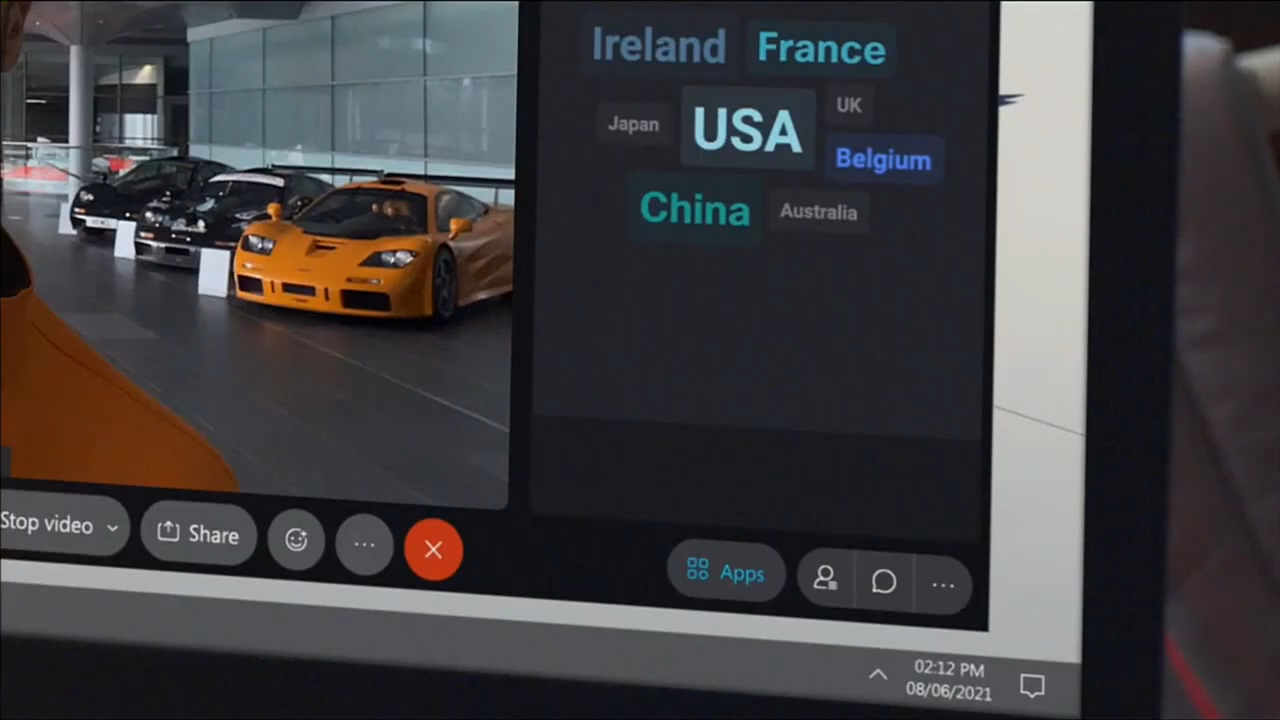 Ireland
France
UK
Japan
USA
Belgium
China
Australia
Stop video
Share
Apps
02:12 PM
08/06/2021